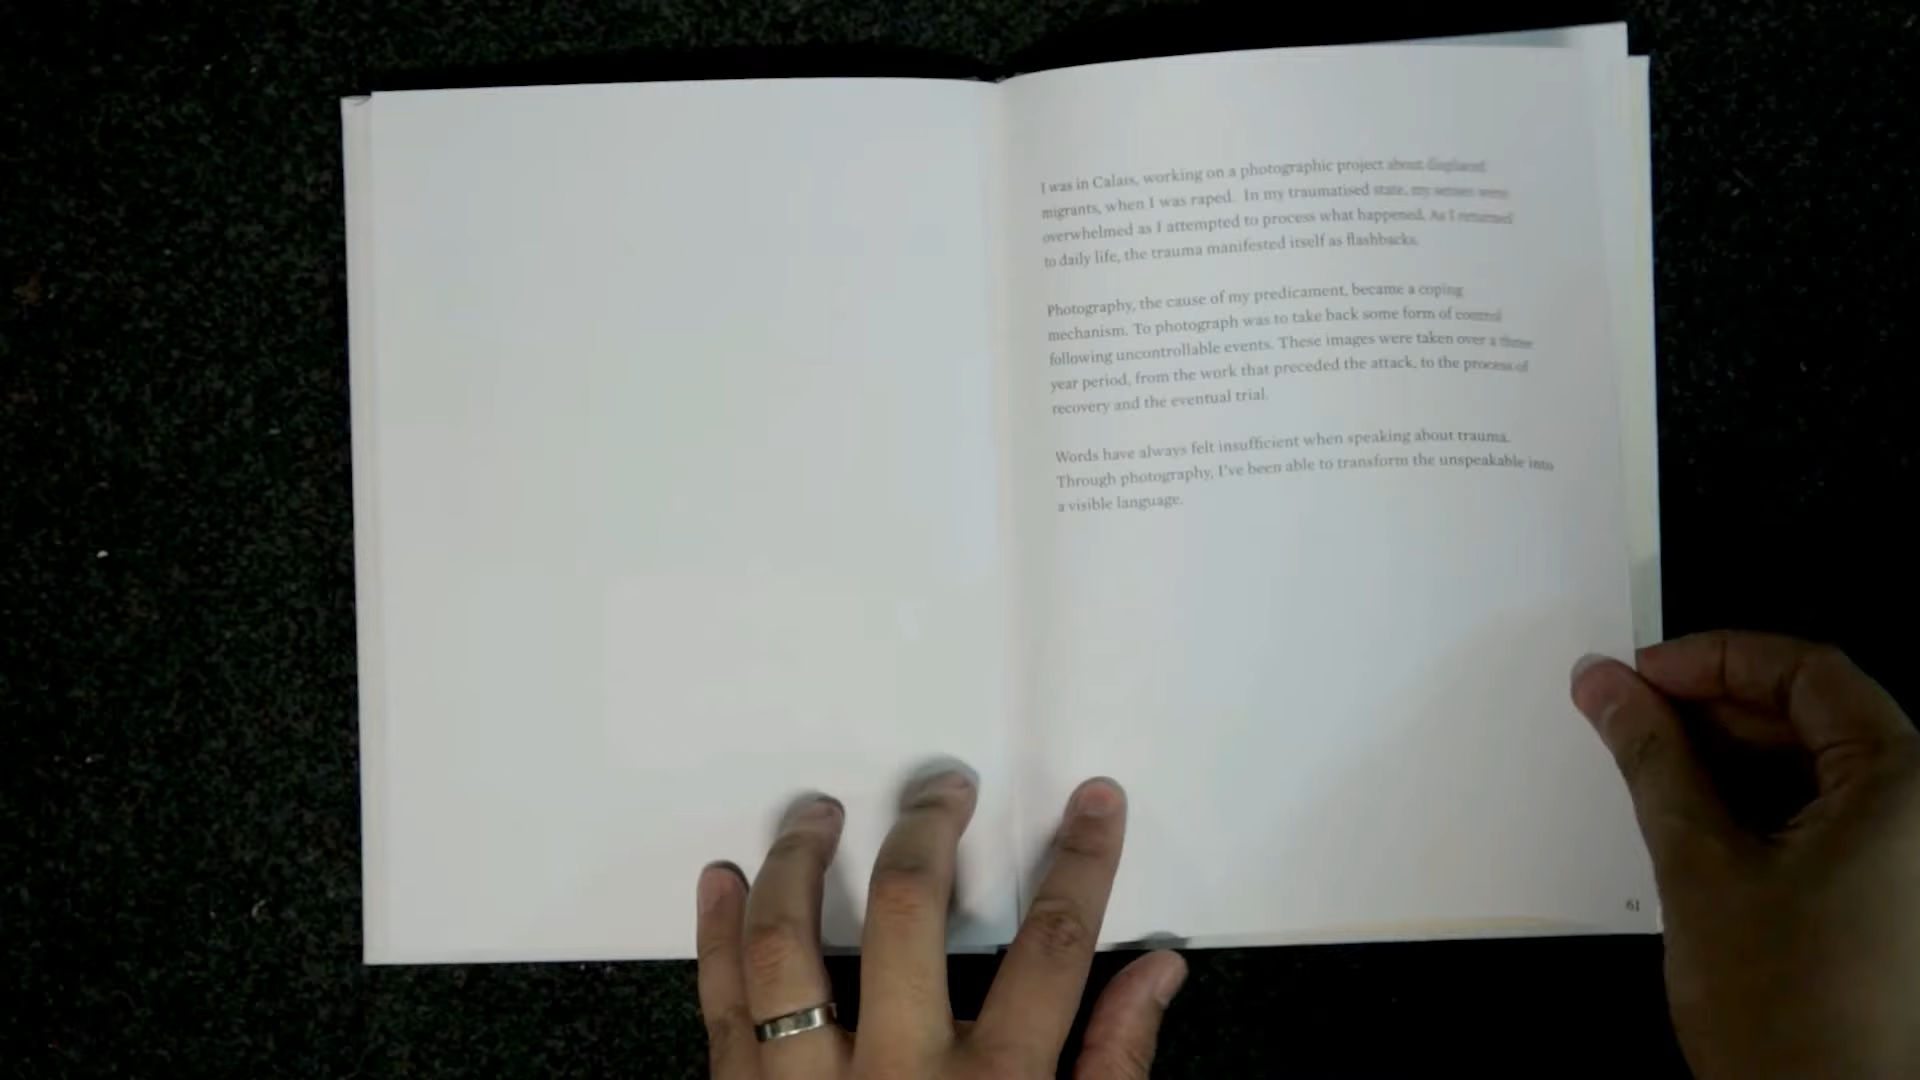 I was in Calais, working on a photographic project about displaced
migrants, when I was raped. In my traumatised state, my senses were
overwhelmed as I attempted to process what happened. As I returned
to daily life, the trauma manifested itself as flashbacks.
Photography, the cause of my predicament, became a coping
mechanism. To photograph was to take back some form of control
following uncontrollable events. These images were taken over a three
year period, from the work that preceded the attack, to the process of
recovery and the eventual trial.
Words have always felt insufficient when speaking about trauma.
Through photography, I've been able to transform the unspeakable into
a visible language.
61